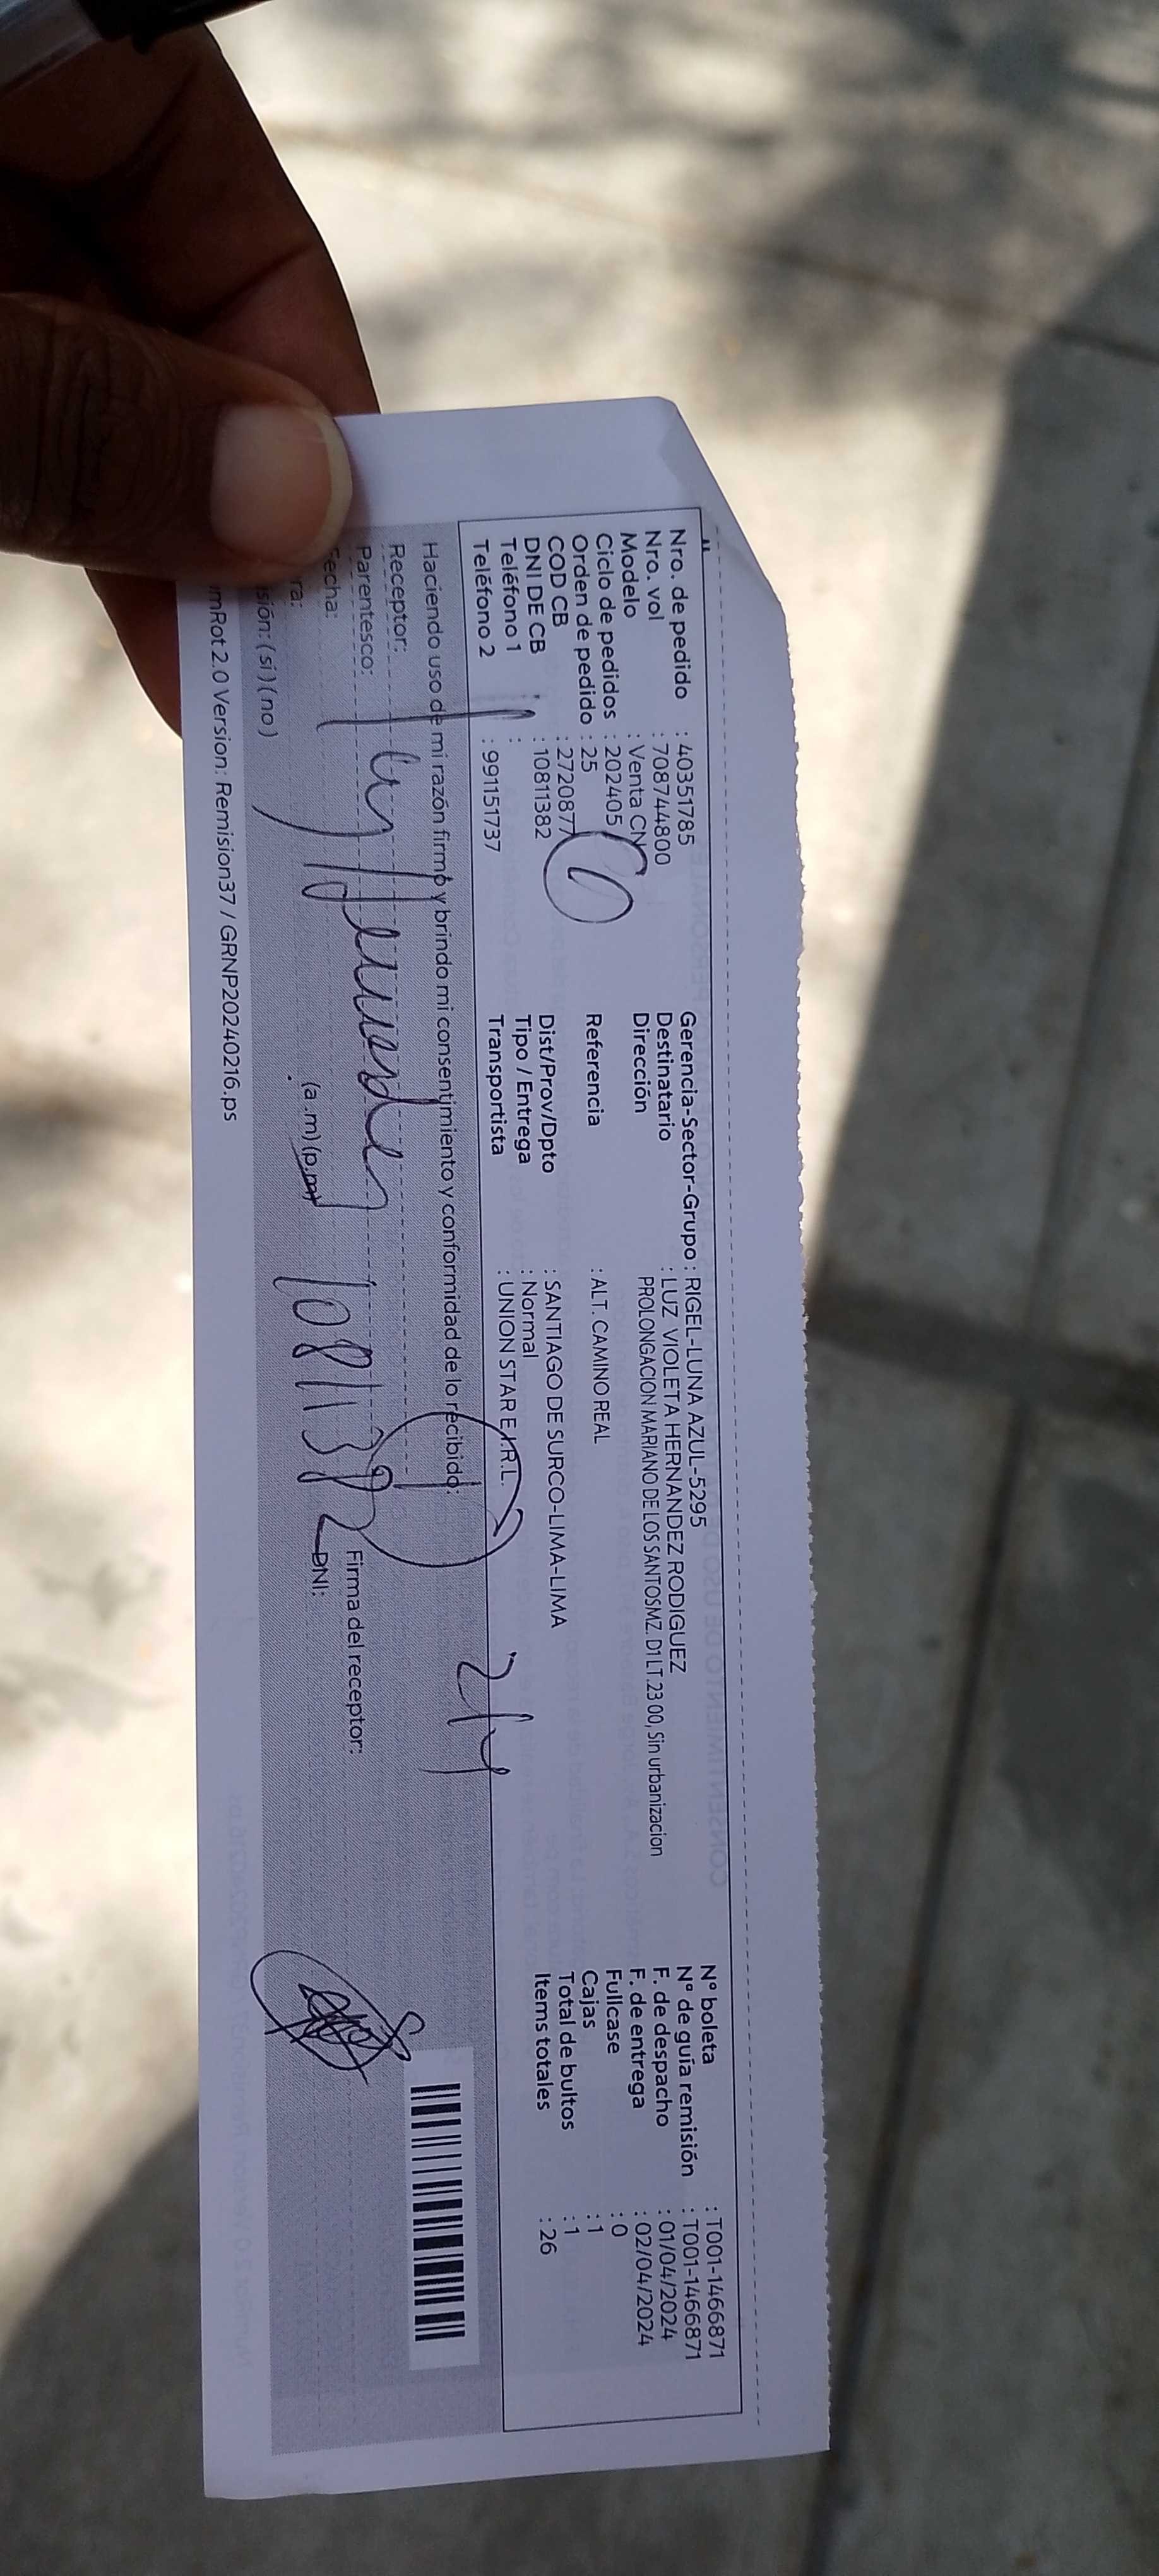 Nro. de pedido : 40351785
Nro. vol : 708744800
Modelo : Venta CN
Ciclo de pedidos : 202405
Orden de pedido : 25
COD CB : 2720877
DNI DE CB : 10811382
Teléfono 1 :
Teléfono 2 : 991151737
Gerencia-Sector-Grupo : RIGEL-LUNA AZUL-5295
Destinatario : LUZ VIOLETA HERNANDEZ RODIGUEZ
Dirección PROLONGACION MARIANO DE LOS SANTOSMZ. D1 LT.23 00, Sin urbanizacion
Referencia : ALT. CAMINO REAL
Dist/Prov/Dpto : SANTIAGO DE SURCO-LIMA-LIMA
Tipo / Entrega : Normal
Transportista : UNION STAR E.I.R.L.
N° boleta : T001-1466871
N° de guía remisión : T001-1466871
F. de despacho : 01/04/2024
F. de entrega : 02/04/2024
Fullcase : 0
Cajas : 1
Total de bultos : 1
Items totales : 26
Haciendo uso de mi razón firmo y brindo mi consentimiento y conformidad de lo recibido:
Receptor:
Parentesco:
Fecha:
ra: (a.m) (p.m)
sión: ( si ) ( no )
10811382
Firma del receptor:
DNI:
mRot 2.0 Version: Remision37 / GRNP20240216.ps